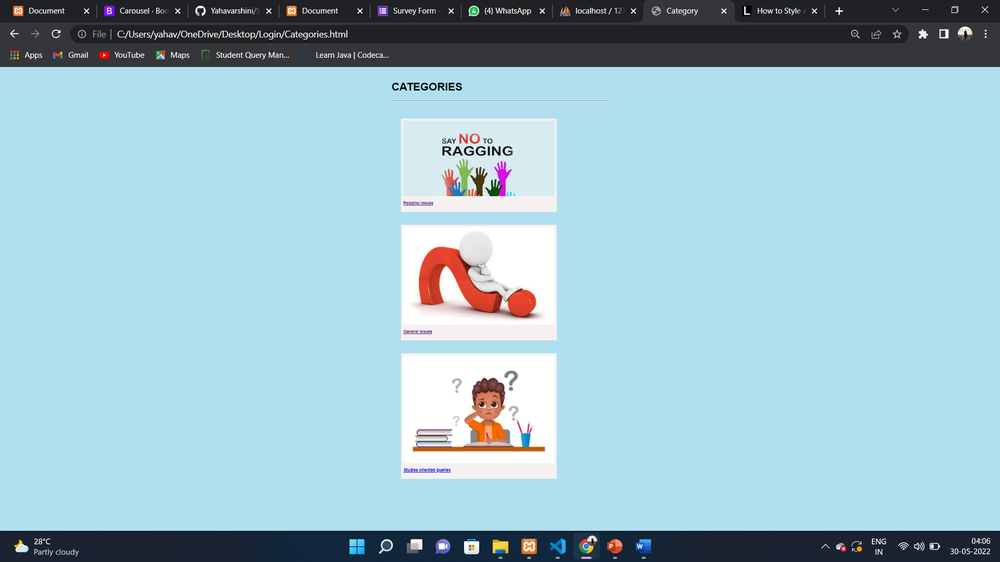 Document
Carousel · Boo
Yahavarshini/S
Document
Survey Form -
(4) WhatsApp
localhost / 127
Category
How to Style a
File
C:/Users/yahav/OneDrive/Desktop/Login/Categories.html
Apps
Gmail
YouTube
Maps
Student Query Man...
Learn Java | Codeca...
CATEGORIES
SAY NO TO
RAGGING
Ragging Issues
General Issues
Studies oriented queries
28°C
Partly cloudy
ENG
IN
04:06
30-05-2022